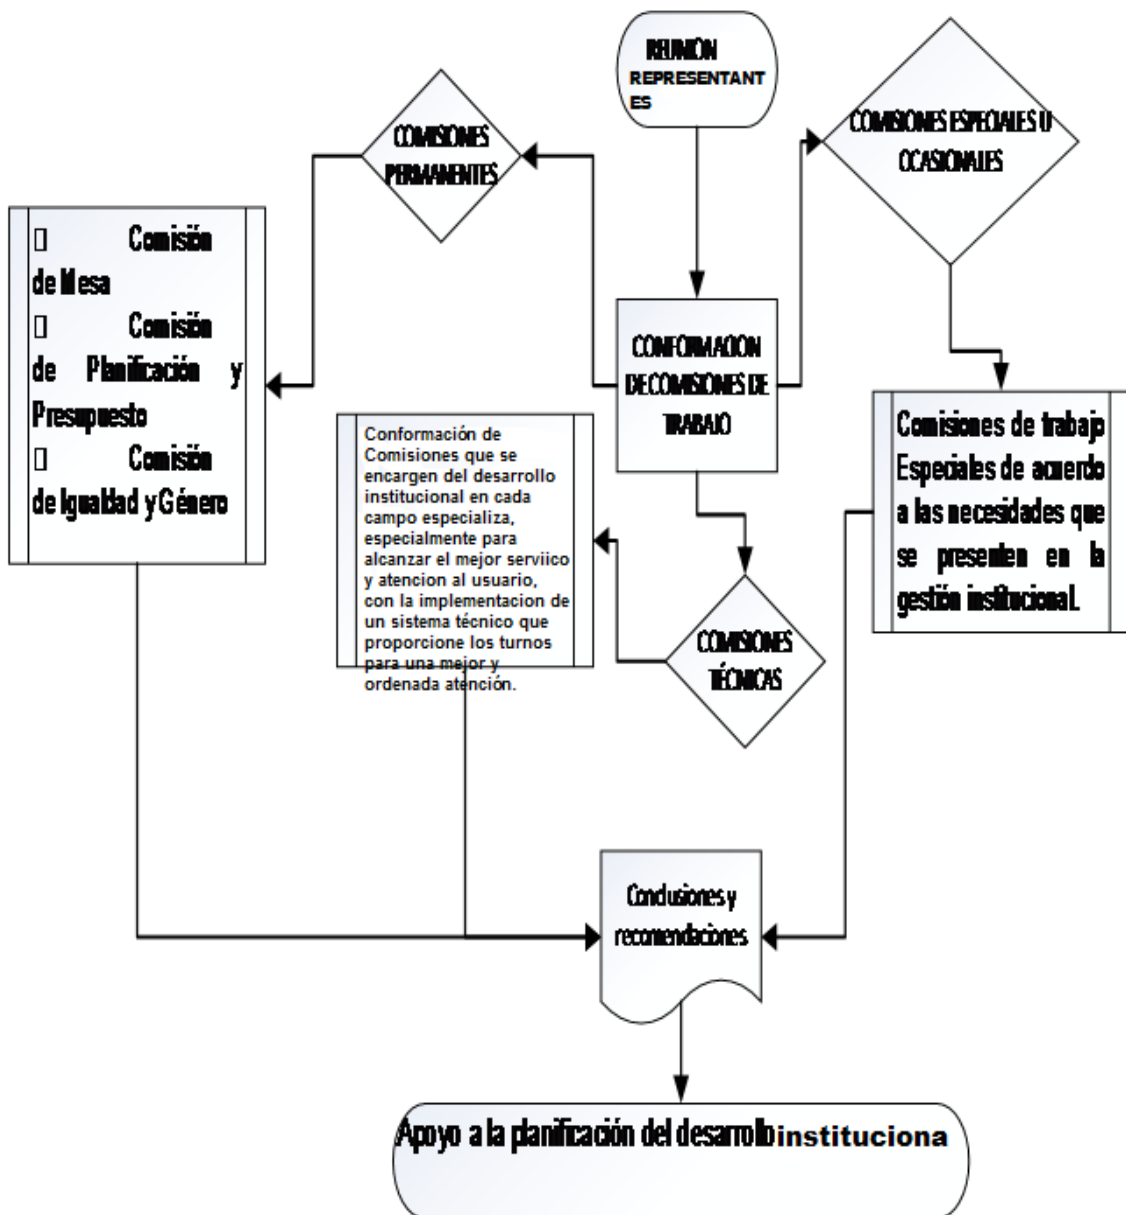 REUNIÓN
REPRESENTANT
ES
COMISIONES ESPECIALES U
OCASIONALES
COMISIONES
PERMANENTES
▯ Comisión
de Mesa
▯ Comisión
de Planificación y
Presupuesto
▯ Comisión
de Igualdad y Género
CONFORMACION
DE COMISIONES DE
TRABAJO
Conformación de
Comisiones que se
encargen del desarrollo
institucional en cada
campo especializa,
especialmente para
alcanzar el mejor serviico
y atencion al usuario,
con la implementacion de
un sistema técnico que
proporcione los turnos
para una mejor y
ordenada atención.
Comisiones de trabajo
Especiales de acuerdo
a las necesidades que
se presenten en la
gestión institucional.
COMISIONES
TÉCNICAS
Conclusiones y
recomendaciones
Apoyo a la planificación del desarrollo instituciona